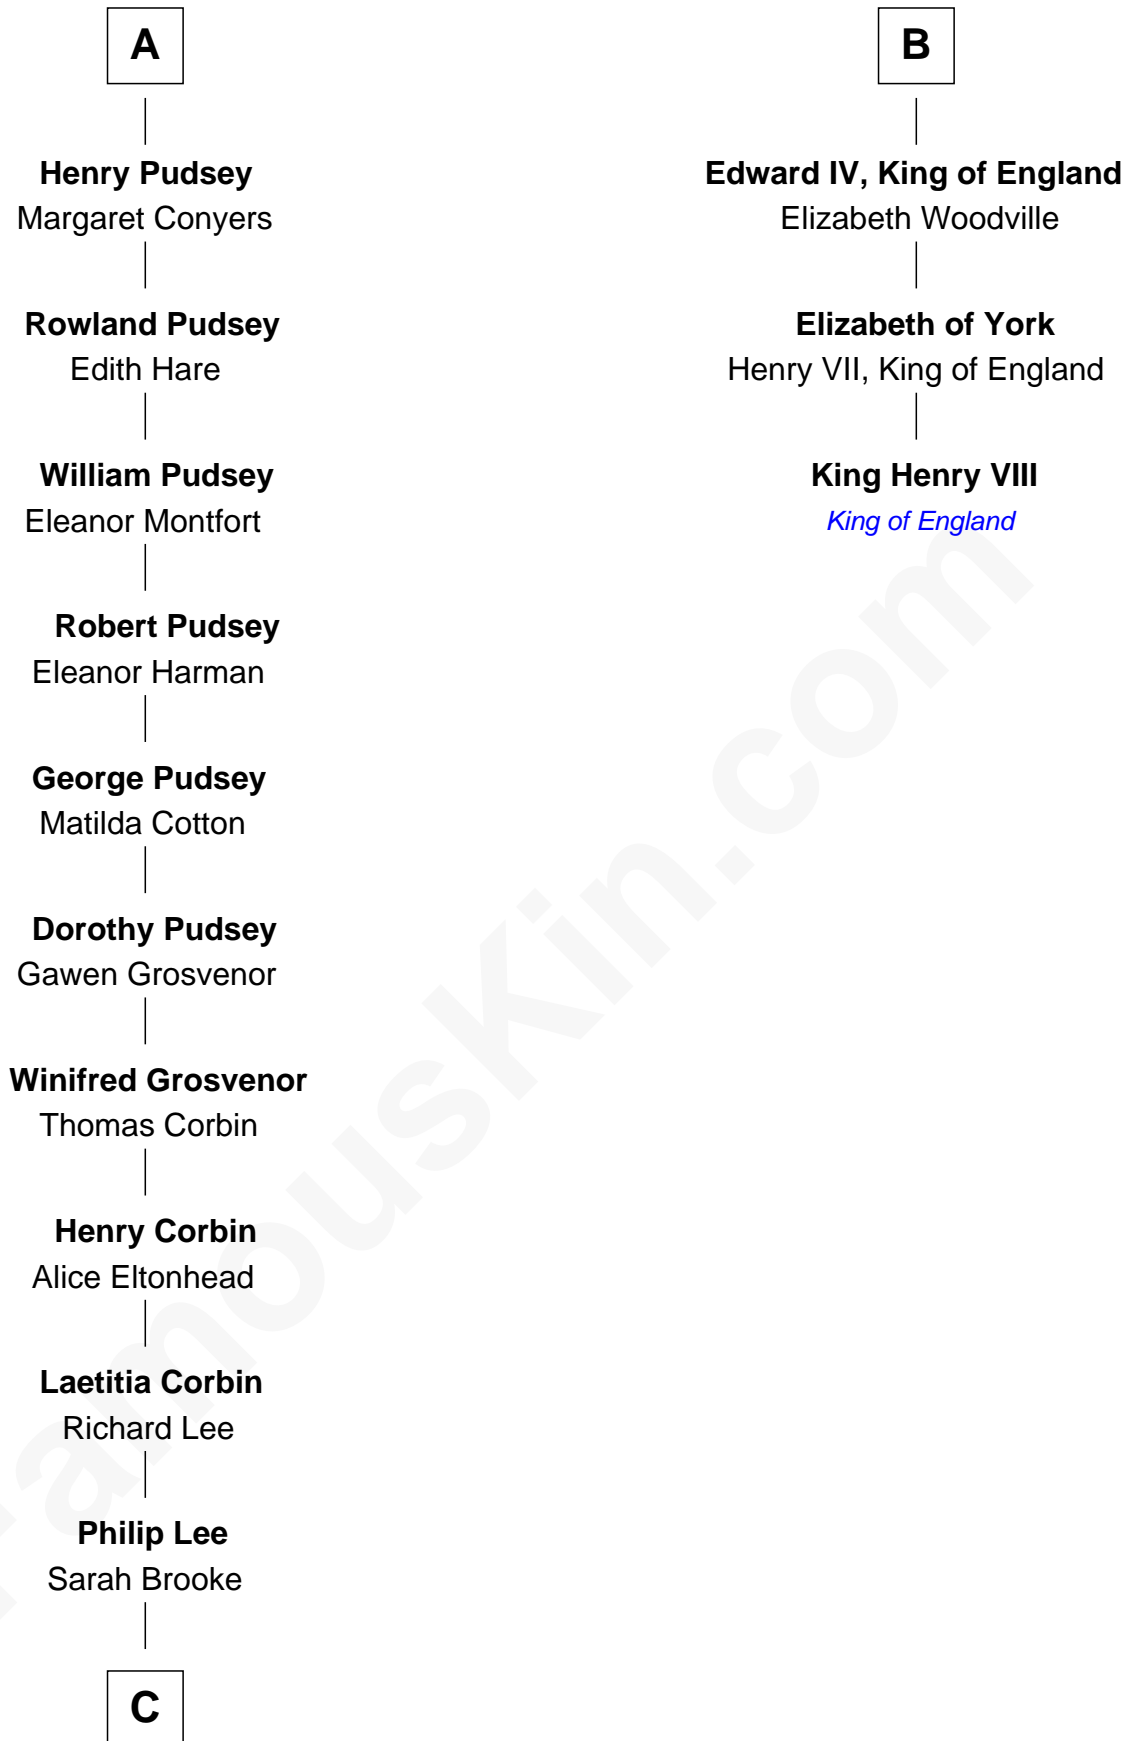 A
Henry Pudsey
Margaret Conyers
Rowland Pudsey
Edith Hare
William Pudsey
Eleanor Montfort
Robert Pudsey
Eleanor Harman
George Pudsey
Matilda Cotton
Dorothy Pudsey
Gawen Grosvenor
Winifred Grosvenor
Thomas Corbin
Henry Corbin
Alice Eltonhead
Laetitia Corbin
Richard Lee
Philip Lee
Sarah Brooke
C
B
Edward IV, King of England
Elizabeth Woodville
Elizabeth of York
Henry VII, King of England
King Henry VIII
King of England
FamousKin.com